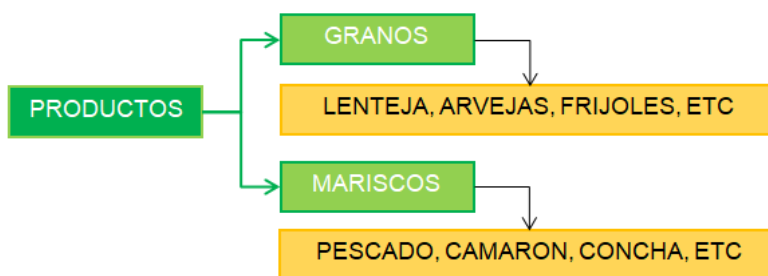 PRODUCTOS
GRANOS
LENTEJA, ARVEJAS, FRIJOLES, ETC
MARISCOS
PESCADO, CAMARON, CONCHA, ETC